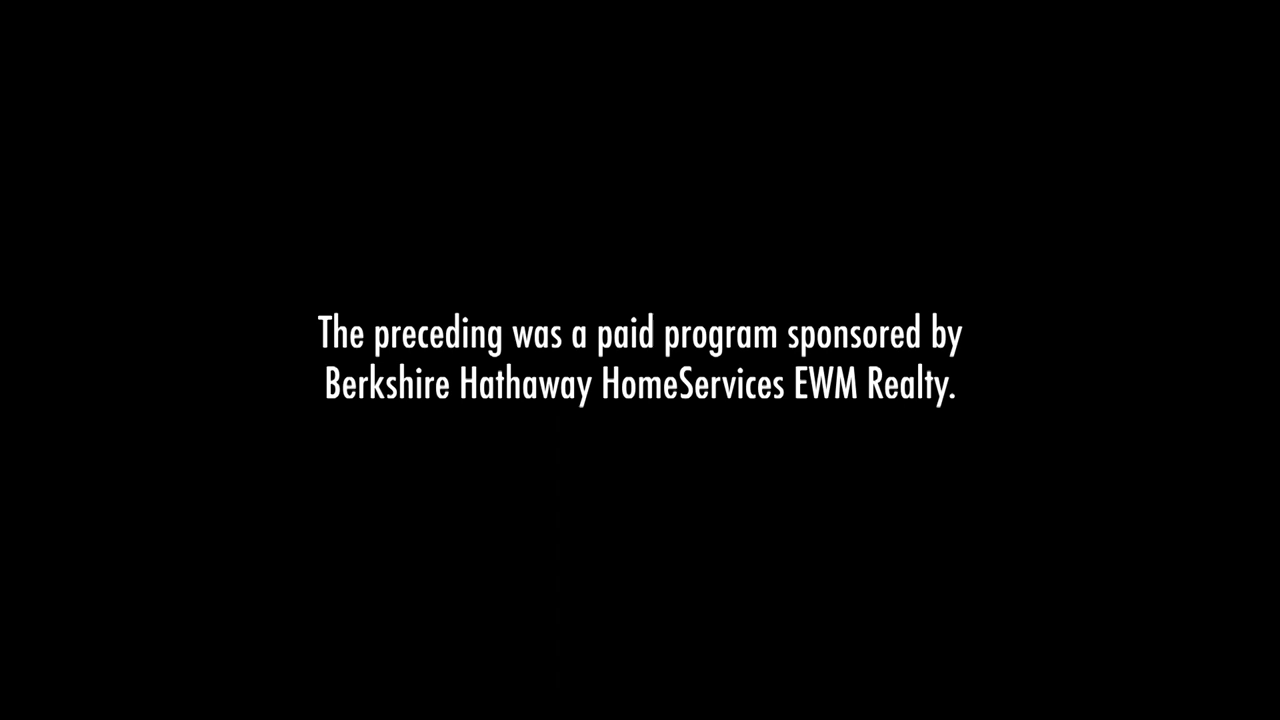 The preceding was a paid program sponsored by
Berkshire Hathaway HomeServices EWM Realty.